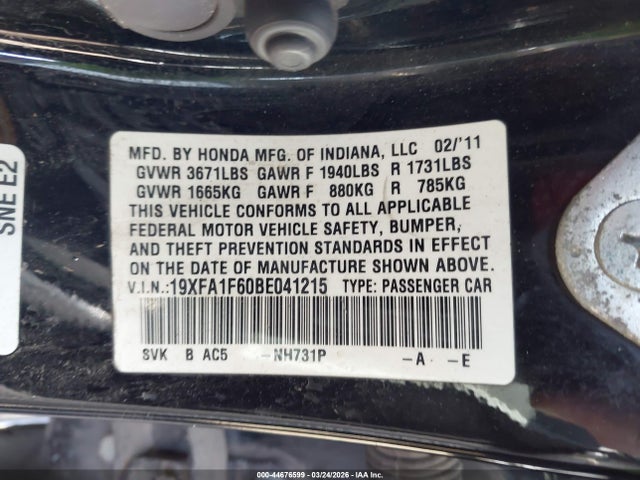 SNE E2
MFD. BY HONDA MFG. OF INDIANA, LLC 02/'11
GVWR 3671LBS GAWR F 1940LBS R 1731LBS
GVWR 1665KG GAWR F 880KG R 785KG
THIS VEHICLE CONFORMS TO ALL APPLICABLE
FEDERAL MOTOR VEHICLE SAFETY, BUMPER,
AND THEFT PREVENTION STANDARDS IN EFFECT
ON THE DATE OF MANUFACTURE SHOWN ABOVE.
V.I.N.:19XFA1F60BE041215 TYPE: PASSENGER CAR
SVK B AC5 -NH731P -A -E
000-44676599 - 03/24/2026 - IAA Inc.